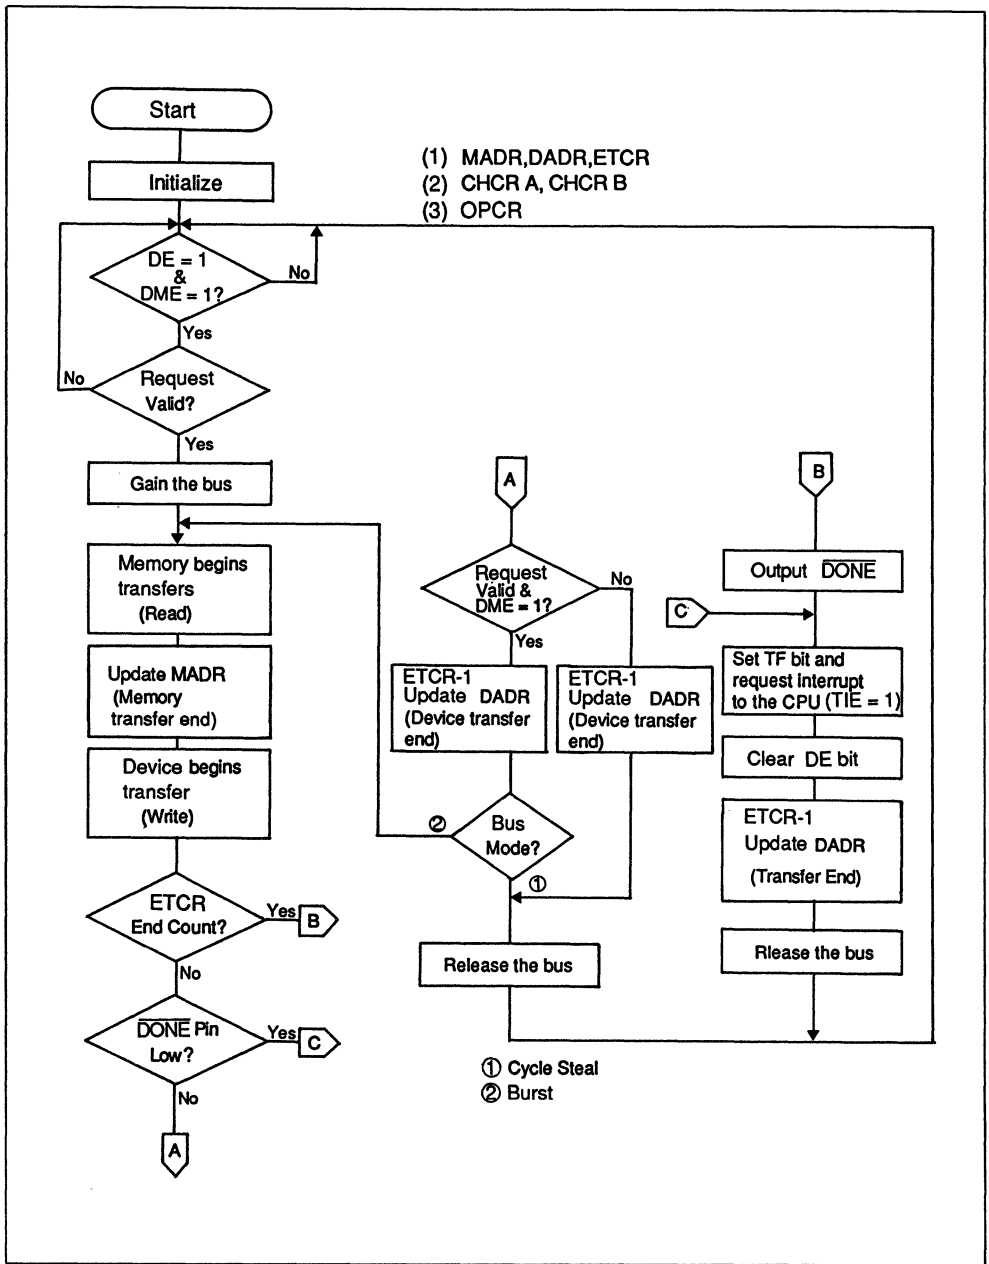 Start
Initialize
(1) MADR,DADR,ETCR
(2) CHCR A, CHCR B
(3) OPCR
DE = 1
&
DME = 1?
No
Yes
Request
Valid?
No
Yes
Gain the bus
Memory begins
transfers
(Read)
Update MADR
(Memory
transfer end)
Device begins
transfer
(Write)
ETCR
End Count?
Yes
B
No
DONE Pin
Low?
Yes
C
No
A
A
Request
Valid &
DME = 1?
No
Yes
ETCR-1
Update DADR
(Device transfer
end)
ETCR-1
Update DADR
(Device transfer
end)
Bus
Mode?
②
①
Release the bus
① Cycle Steal
② Burst
B
Output DONE
C
Set TF bit and
request interrupt
to the CPU (TIE = 1)
Clear DE bit
ETCR-1
Update DADR
(Transfer End)
Rlease the bus